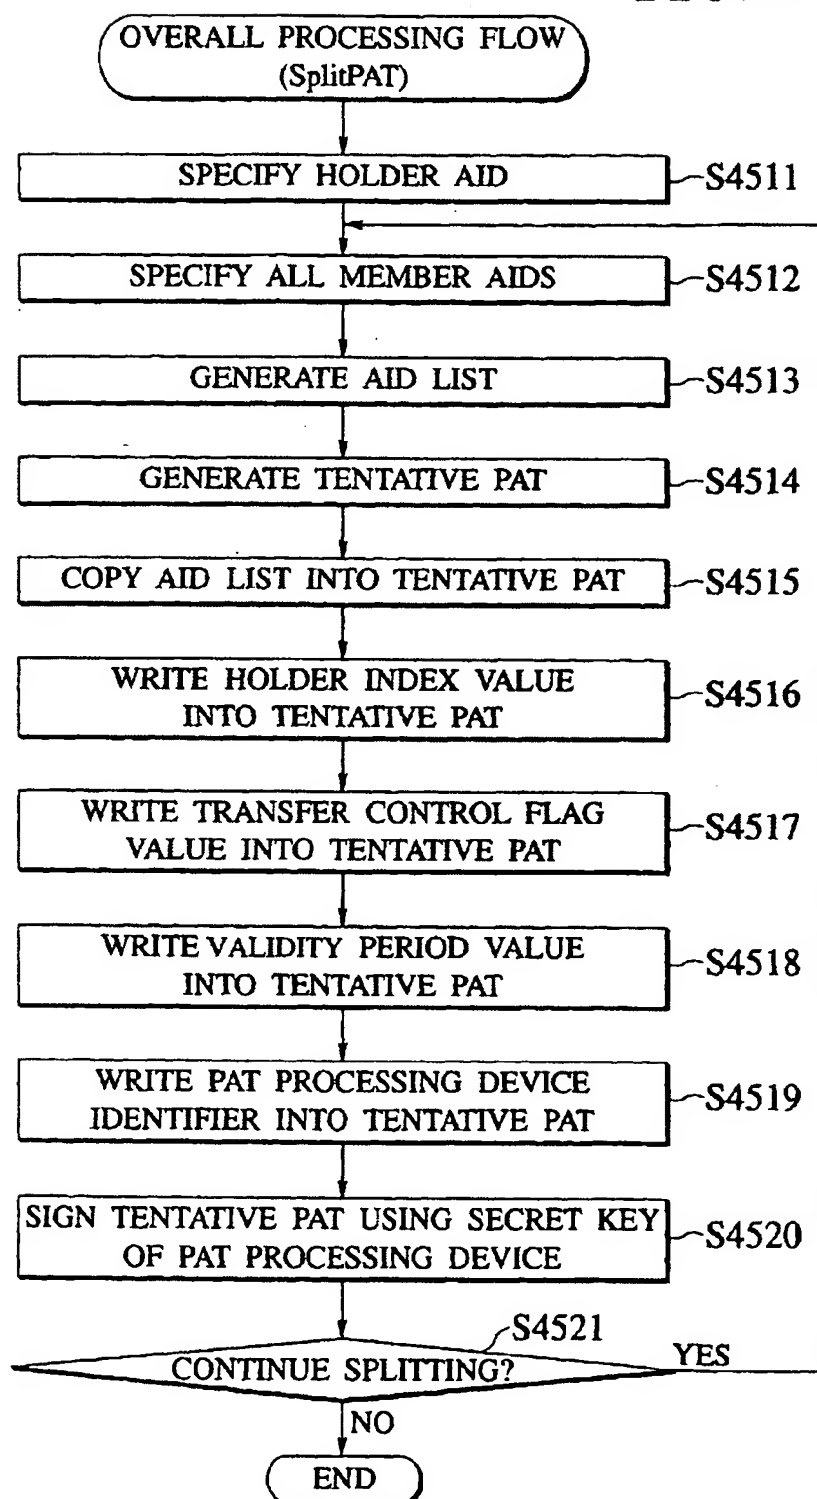 OVERALL PROCESSING FLOW
(SplitPAT)
SPECIFY HOLDER AID
S4511
SPECIFY ALL MEMBER AIDS
S4512
GENERATE AID LIST
S4513
GENERATE TENTATIVE PAT
S4514
COPY AID LIST INTO TENTATIVE PAT
S4515
WRITE HOLDER INDEX VALUE
INTO TENTATIVE PAT
S4516
WRITE TRANSFER CONTROL FLAG
VALUE INTO TENTATIVE PAT
S4517
WRITE VALIDITY PERIOD VALUE
INTO TENTATIVE PAT
S4518
WRITE PAT PROCESSING DEVICE
IDENTIFIER INTO TENTATIVE PAT
S4519
SIGN TENTATIVE PAT USING SECRET KEY
OF PAT PROCESSING DEVICE
S4520
S4521
CONTINUE SPLITTING?
YES
NO
END